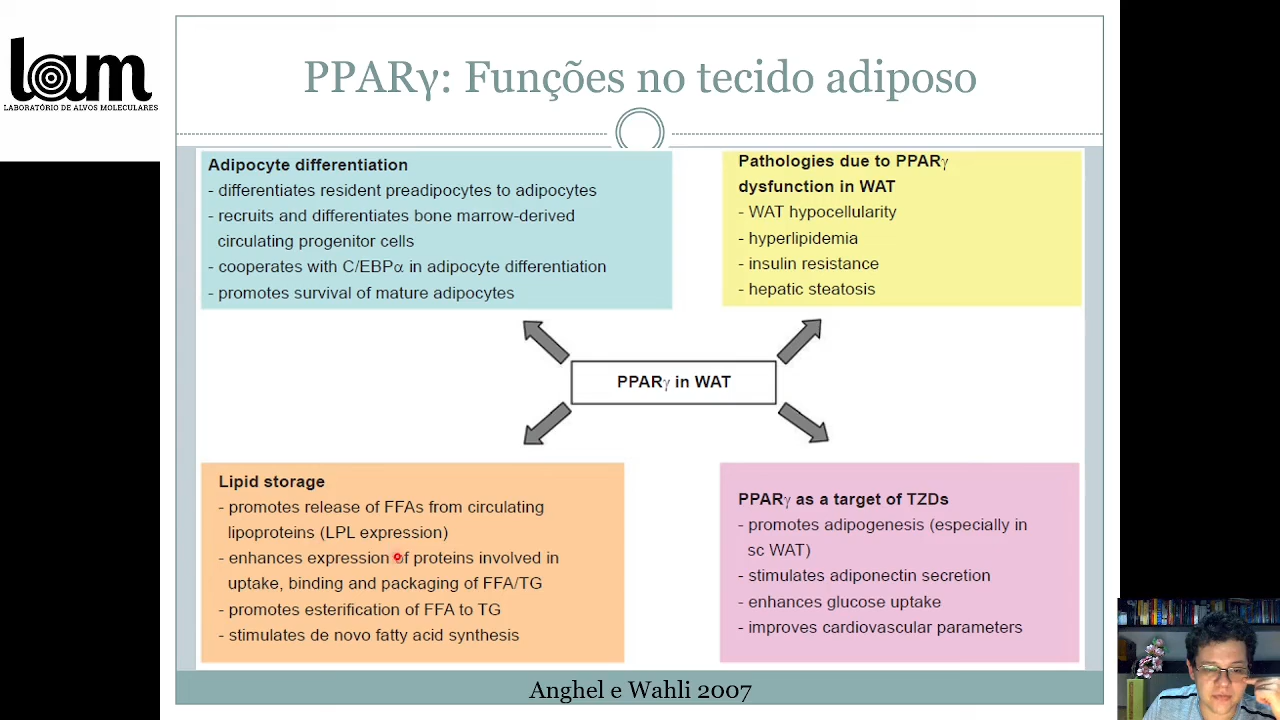 lam
LABORATÓRIO DE ALVOS MOLECULARES
PPARγ: Funções no tecido adiposo
Adipocyte differentiation
- differentiates resident preadipocytes to adipocytes
- recruits and differentiates bone marrow-derived
circulating progenitor cells
- cooperates with C/EBPα in adipocyte differentiation
- promotes survival of mature adipocytes
Pathologies due to PPARγ
dysfunction in WAT
- WAT hypocellularity
- hyperlipidemia
- insulin resistance
- hepatic steatosis
PPARγ in WAT
Lipid storage
- promotes release of FFAs from circulating
lipoproteins (LPL expression)
- enhances expression of proteins involved in
uptake, binding and packaging of FFA/TG
- promotes esterification of FFA to TG
- stimulates de novo fatty acid synthesis
PPARγ as a target of TZDs
- promotes adipogenesis (especially in
sc WAT)
- stimulates adiponectin secretion
- enhances glucose uptake
- improves cardiovascular parameters
Anghel e Wahli 2007